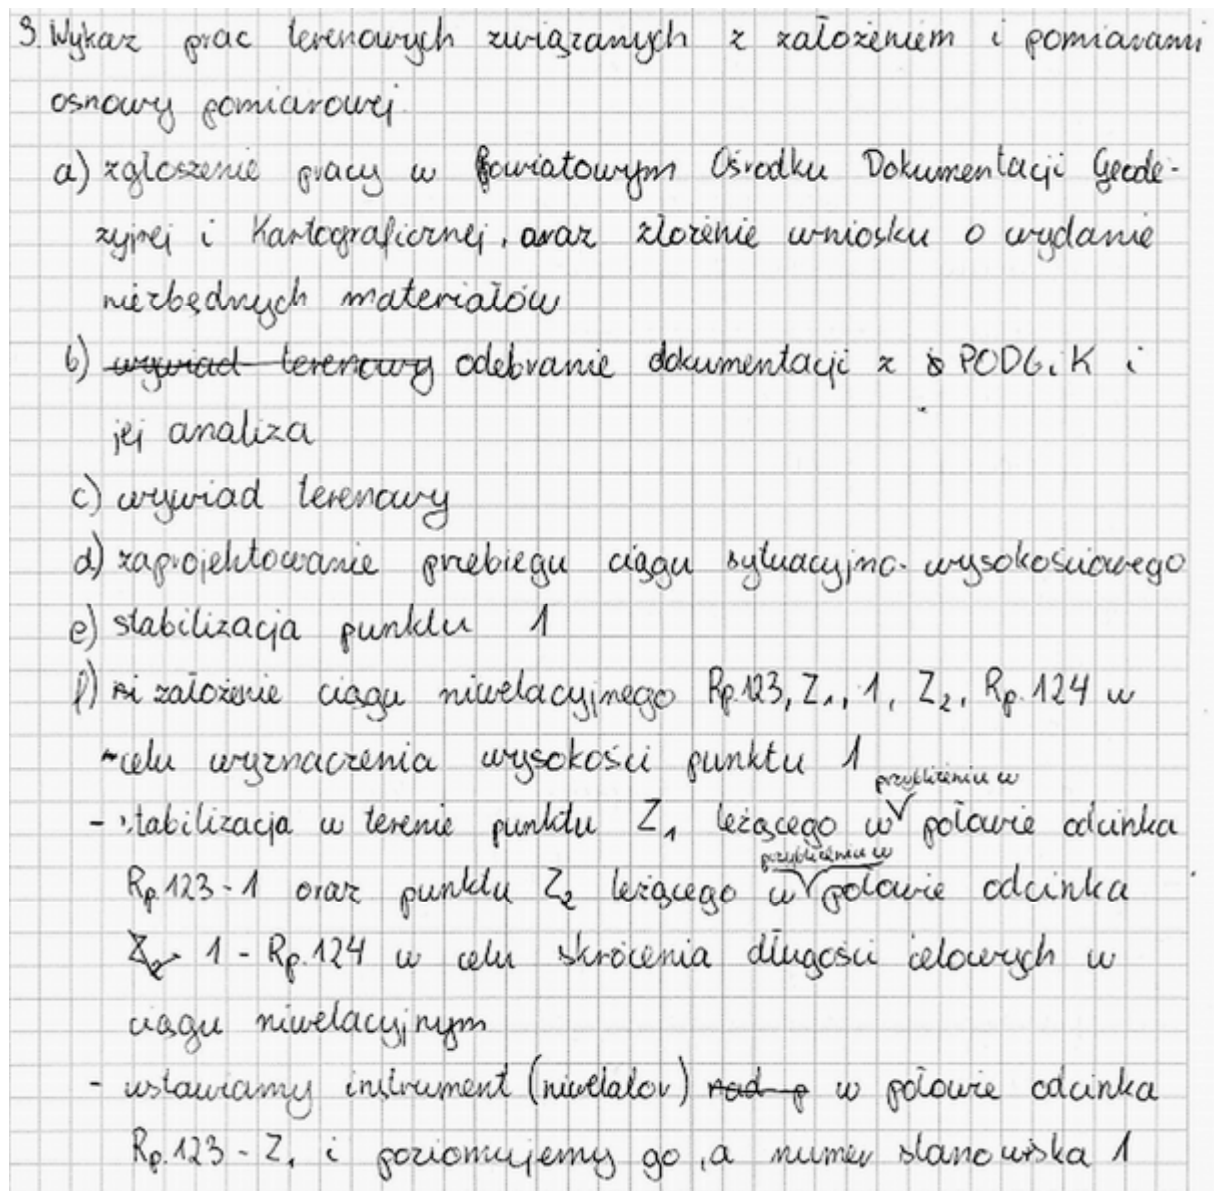 3. Wykaz prac terenowych związanych z założeniem i pomiarami
osnowy pomiarowej.
a) zgłoszenie pracy w Powiatowym Ośrodku Dokumentacji Geode-
zyjnej i Kartograficznej, oraz złożenie wniosku o wydanie
niezbędnych materiałów
b) wywiad terenowy odebranie dokumentacji z PODG i K i
jej analiza
c) wywiad terenowy
d) zaprojektowanie przebiegu ciągu sytuacyjno-wysokościowego
e) stabilizacja punktu 1
f) założenie ciągu niwelacyjnego Rp.123, Z1, 1, Z2, Rp.124 w
celu wyznaczenia wysokości punktu 1
przybliżeniu w
- stabilizacja w terenie punktu Z1 leżącego w połowie odcinka
przybliżeniu w
Rp.123-1 oraz punktu Z2 leżącego w połowie odcinka
Z2 1 - Rp.124 w celu skrócenia długości celowych w
ciągu niwelacyjnym
- ustawiamy instrument (niwelator) nad p w połowie odcinka
Rp.123 - Z1 i poziomujemy go, a numer stanowiska 1